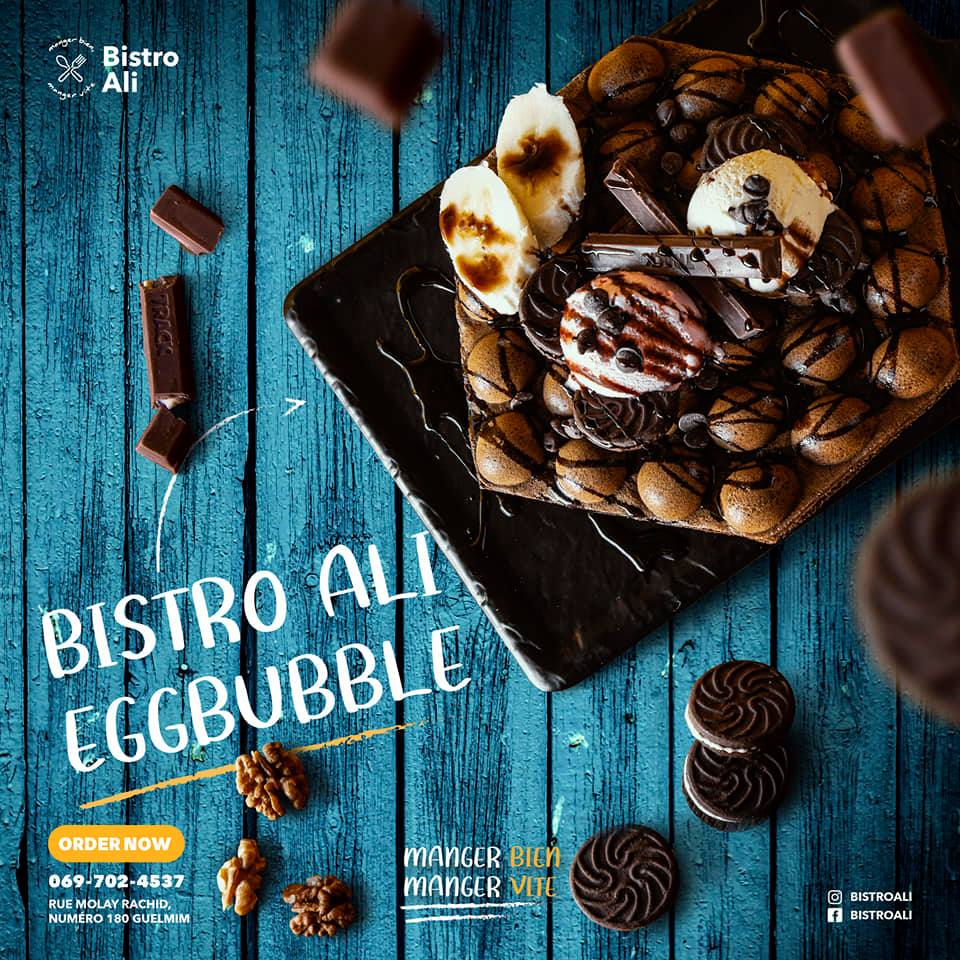 manger bien,
manger vite
Bistro
Ali
TRACK
BISTRO ALI
EGGBUBBLE
ORDER NOW
069-702-4537
RUE MOLAY RACHID,
NUMÉRO 180 GUELMIM
MANGER BIEN
MANGER VITE
BISTROALI
BISTROALI